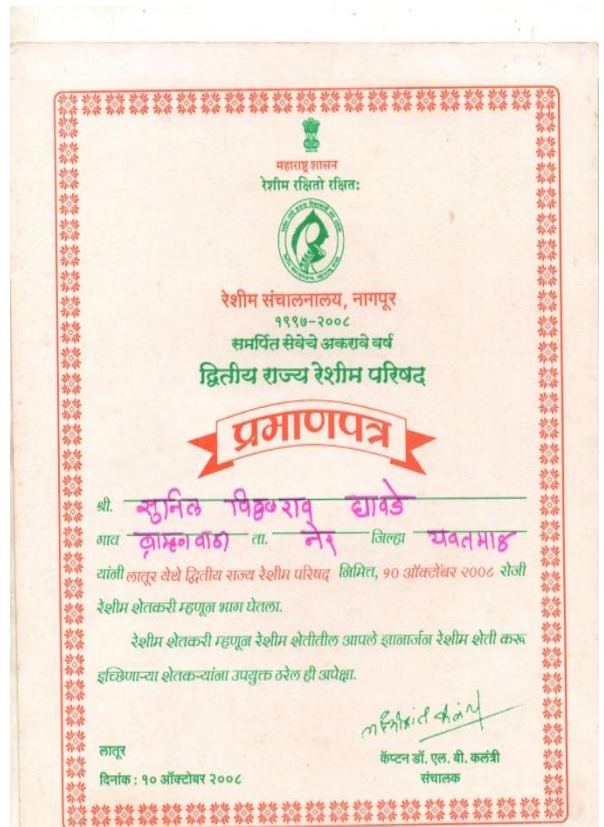 महाराष्ट्र शासन
रेशीम रक्षितो रक्षितः
रेशीम संचालनालय, नागपूर
१९९७-२००८
समर्पित सेवेचे अकरावे वर्ष
द्वितीय राज्य रेशीम परिषद
प्रमाणपत्र
श्री. सुनिल विठ्ठलराव घावडे
गाव ब्राम्हणवाडा ता. नेर जिल्हा यवतमाळ
यांनी लातूर येथे द्वितीय राज्य रेशीम परिषद निमित्त, १० ऑक्टोंबर २००८ रोजी
रेशीम शेतकरी म्हणून भाग घेतला.
रेशीम शेतकरी म्हणून रेशीम शेतीतील आपले ज्ञानार्जन रेशीम शेती करू
इच्छिणाऱ्या शेतकऱ्यांना उपयुक्त ठरेल ही अपेक्षा.
लातूर
दिनांक : १० ऑक्टोबर २००८
कॅप्टन डॉ. एल. बी. कलंत्री
संचालक